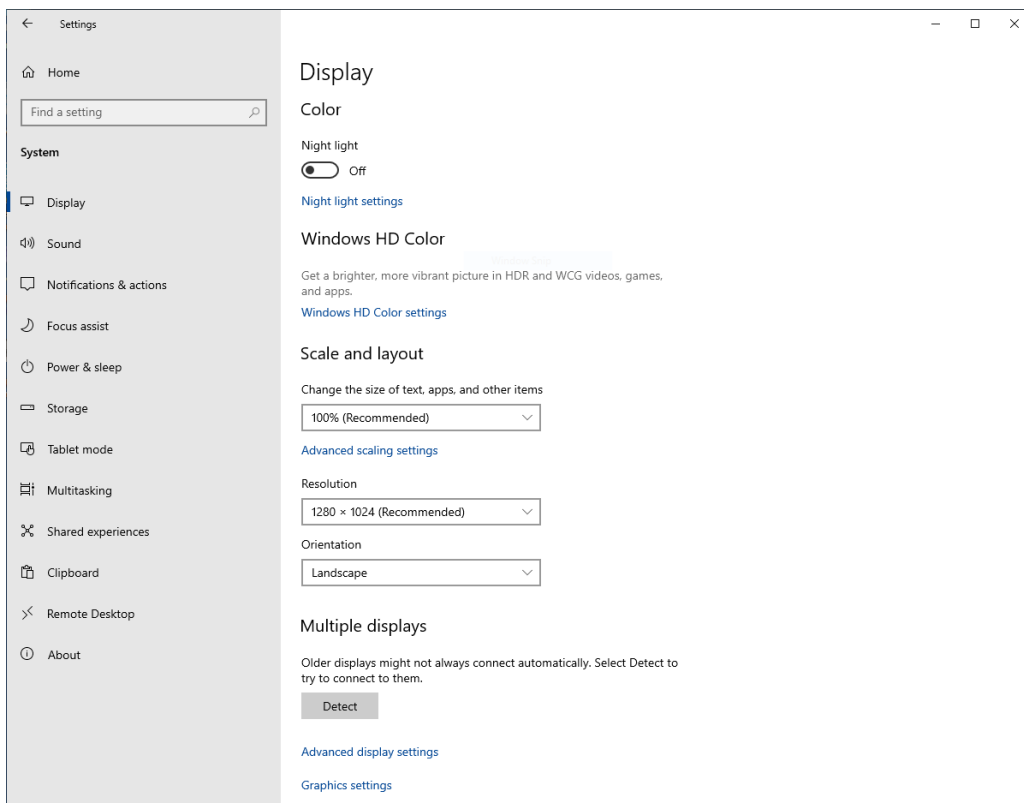 Settings
Home
Find a setting
System
Display
Sound
Notifications & actions
Focus assist
Power & sleep
Storage
Tablet mode
Multitasking
Shared experiences
Clipboard
Remote Desktop
About
Display
Color
Night light
Off
Night light settings
Windows HD Color
Get a brighter, more vibrant picture in HDR and WCG videos, games,
and apps.
Windows HD Color settings
Scale and layout
Change the size of text, apps, and other items
100% (Recommended)
Advanced scaling settings
Resolution
1280 × 1024 (Recommended)
Orientation
Landscape
Multiple displays
Older displays might not always connect automatically. Select Detect to
try to connect to them.
Detect
Advanced display settings
Graphics settings